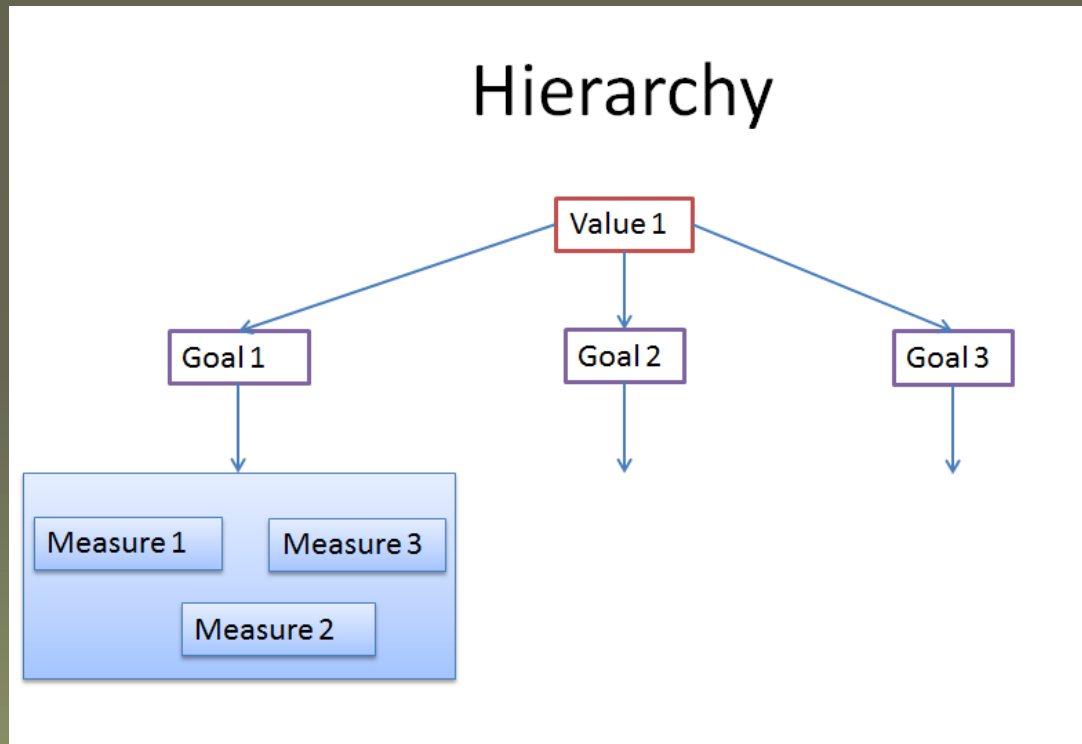 Hierarchy
Value 1
Goal 1
Goal 2
Goal 3
Measure 1
Measure 3
Measure 2